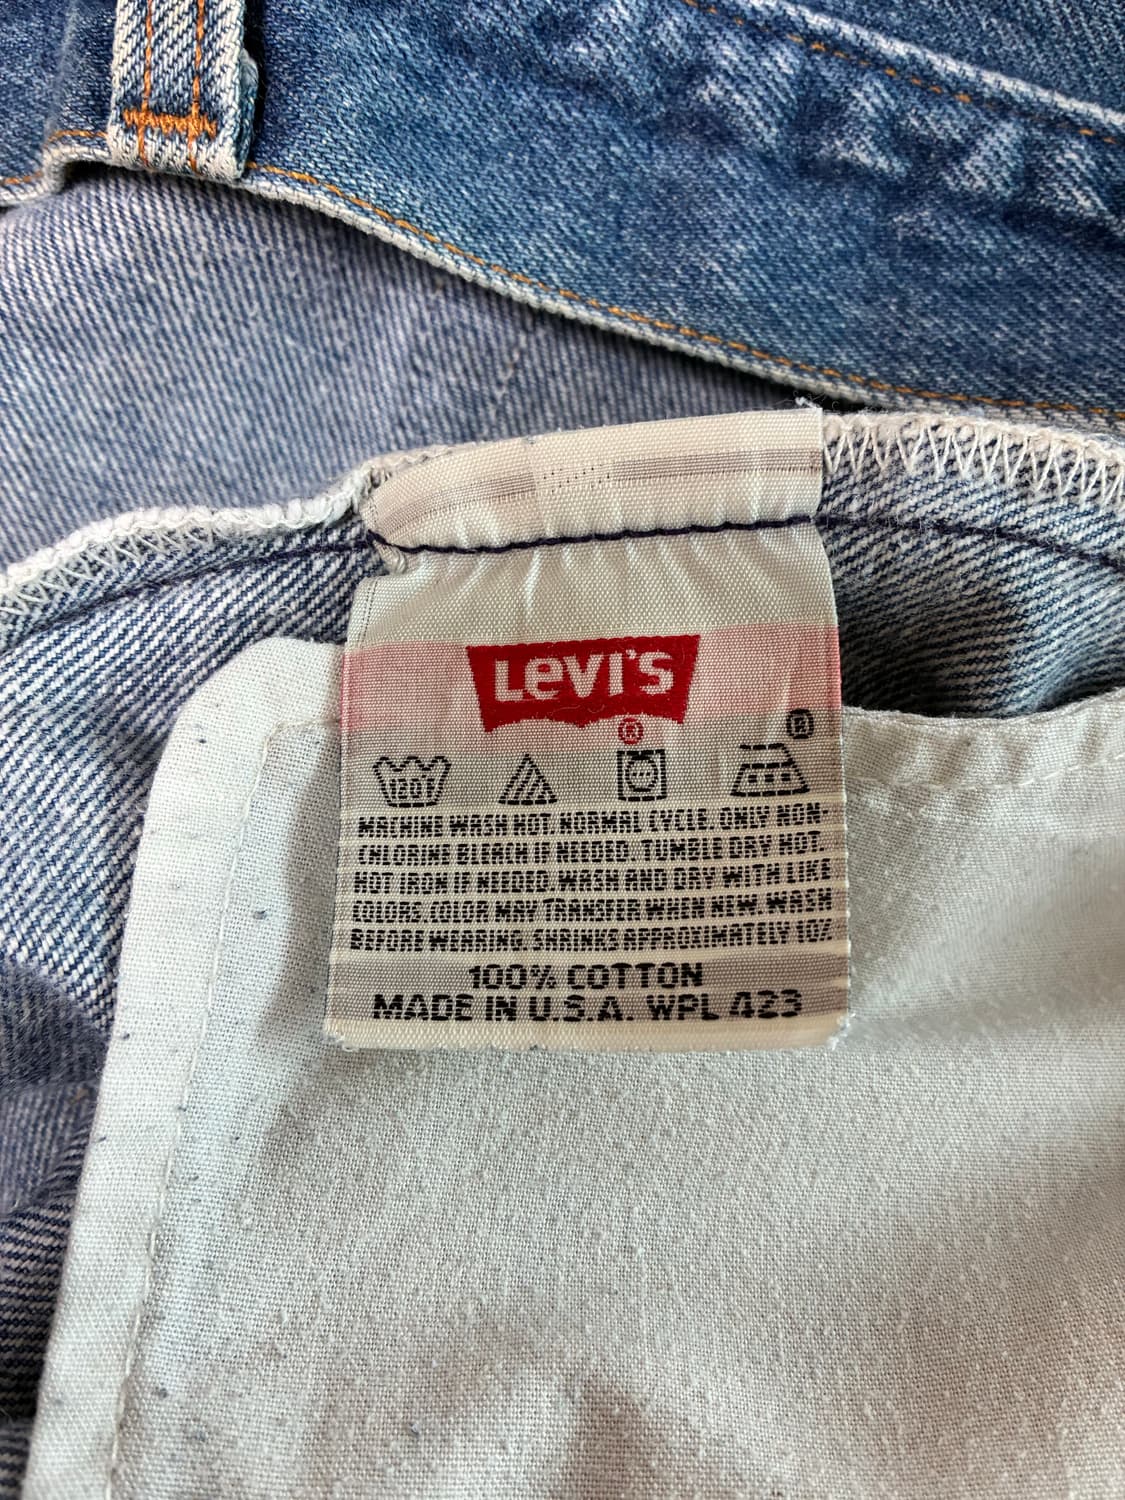 Levi's
®
®
120T
MACHINE WASH HOT. NORMAL CYCLE. ONLY NON-
CHLORINE BLEACH IF NEEDED. TUMBLE DRY HOT.
HOT IRON IF NEEDED. WASH AND DRY WITH LIKE
COLORS. COLOR MAY TRANSFER WHEN NEW. WASH
BEFORE WEARING. SHRINKS APPROXIMATELY 10%
100% COTTON
MADE IN U.S.A. WPL 423